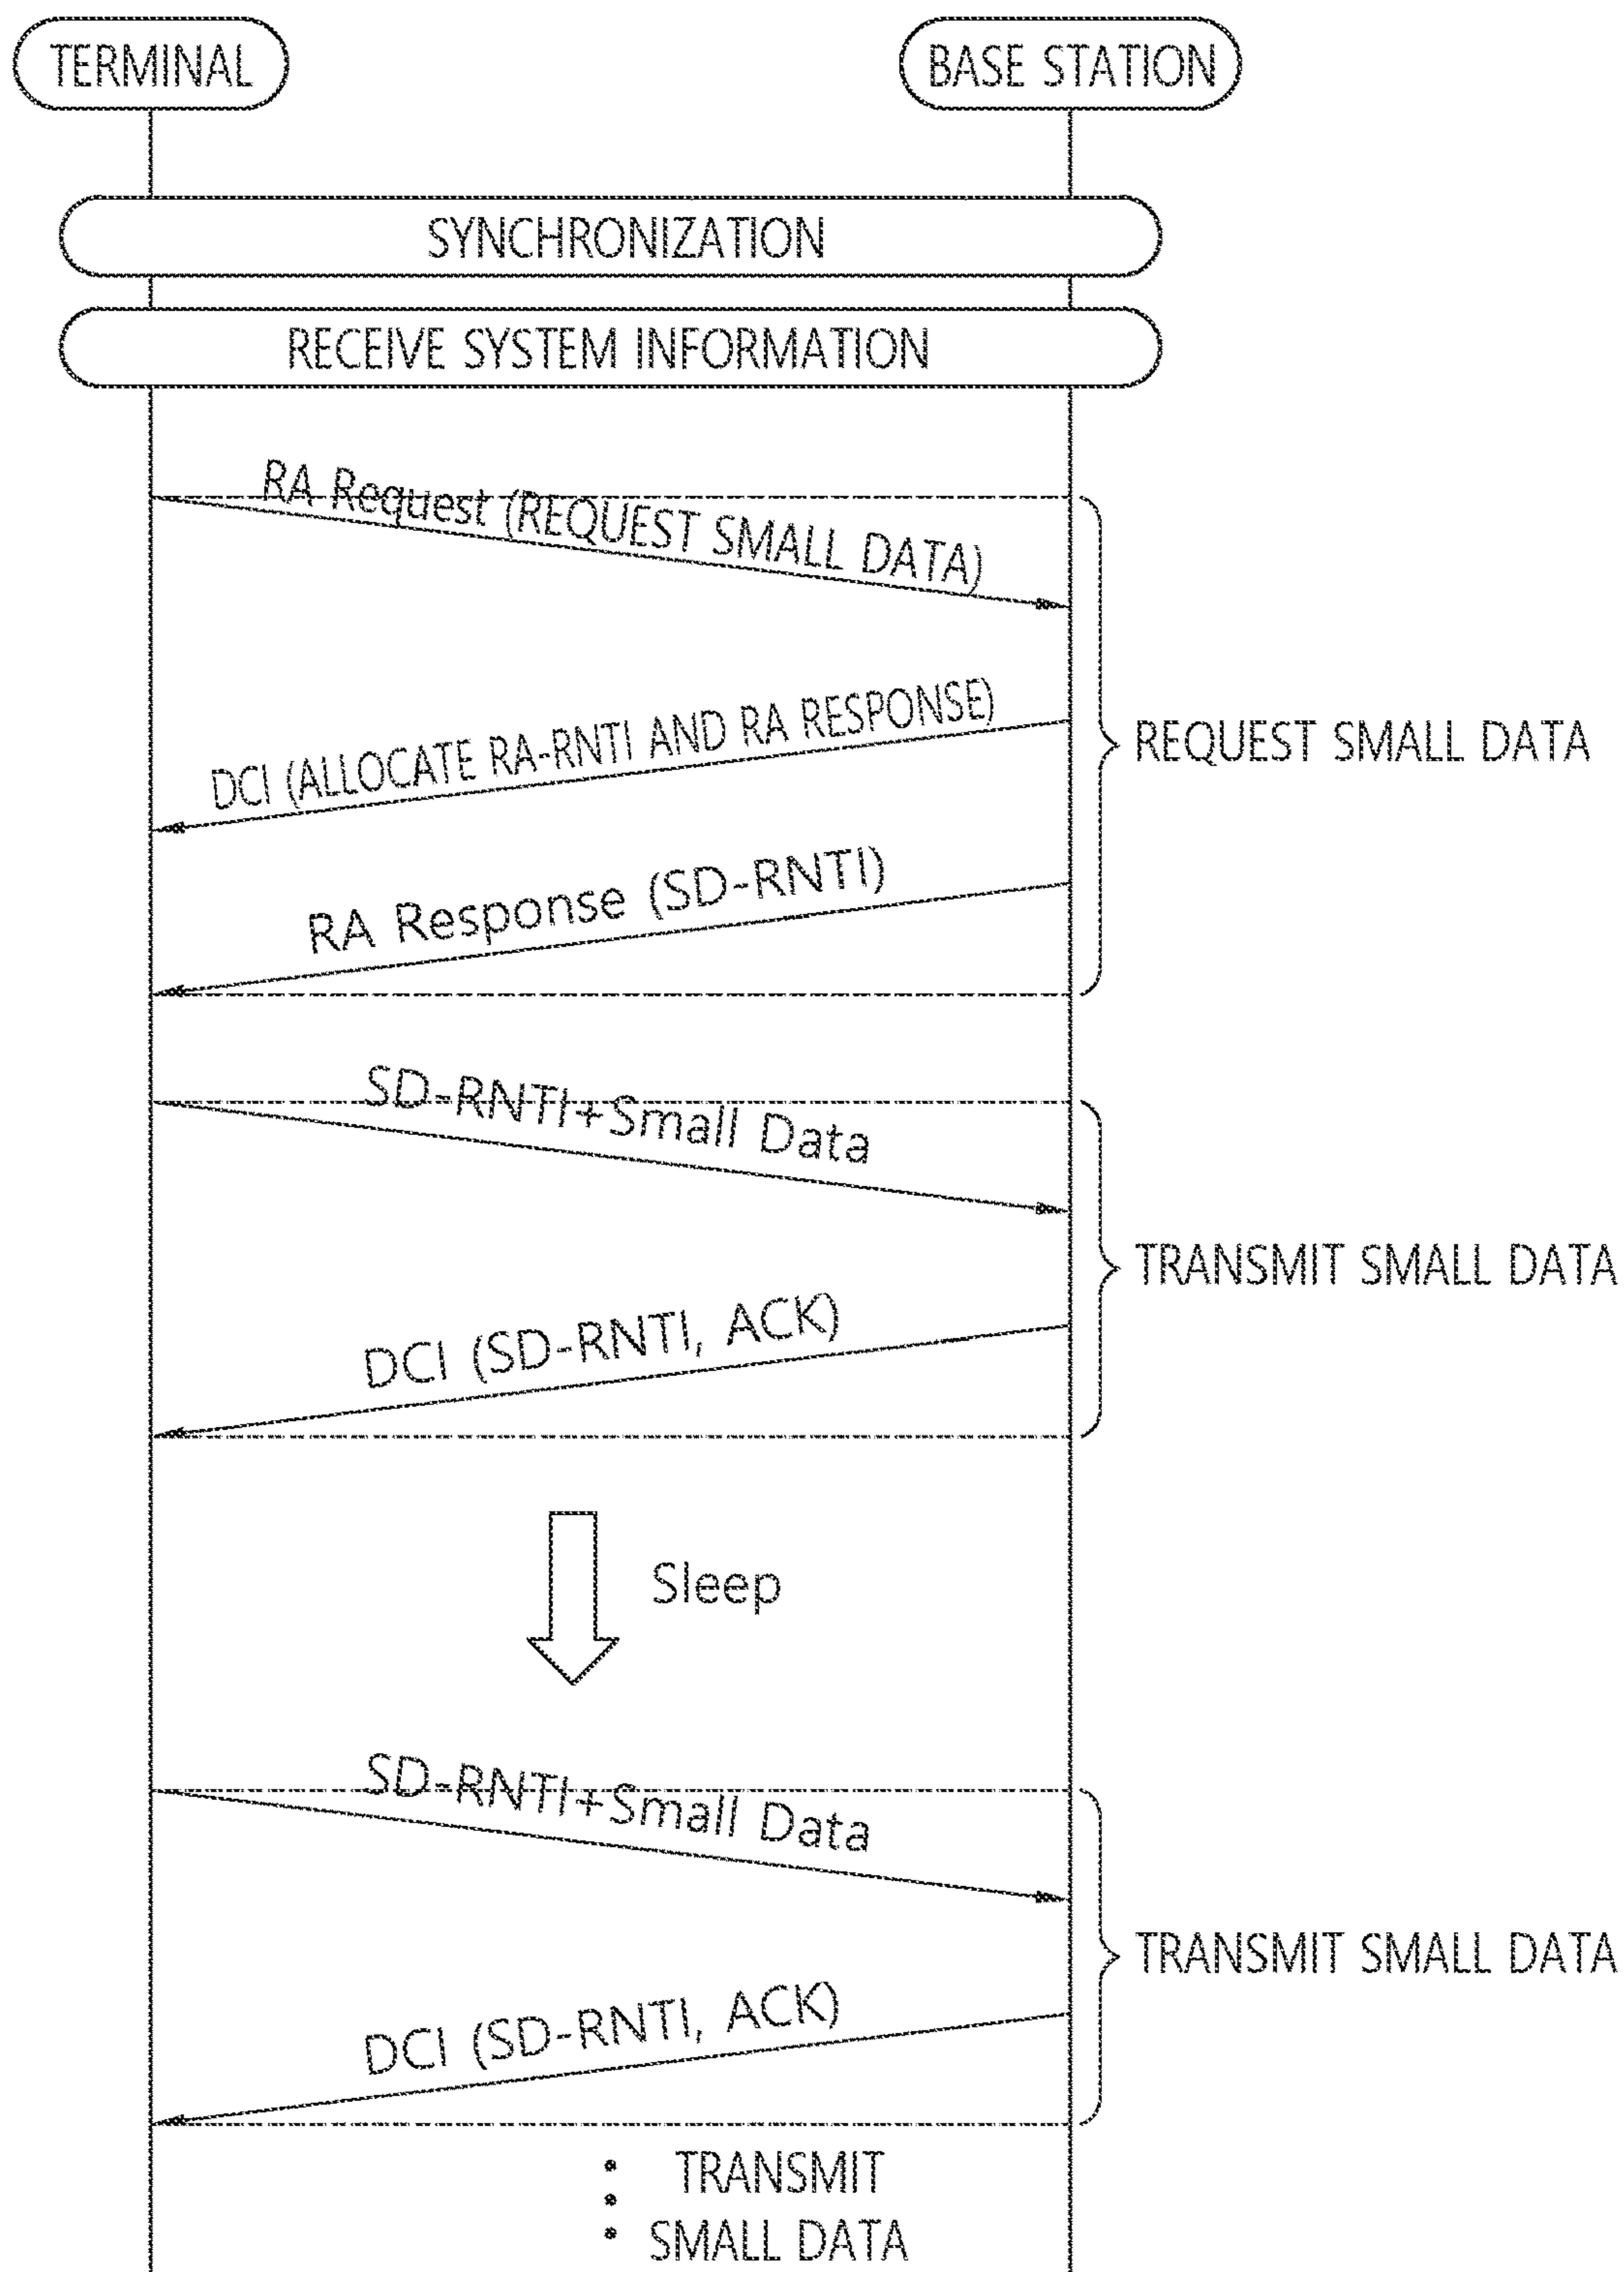 TERMINAL
BASE STATION
SYNCHRONIZATION
RECEIVE SYSTEM INFORMATION
RA Request (REQUEST SMALL DATA)
DCI (ALLOCATE RA-RNTI AND RA RESPONSE)
REQUEST SMALL DATA
RA Response (SD-RNTI)
SD-RNTI+Small Data
TRANSMIT SMALL DATA
DCI (SD-RNTI, ACK)
Sleep
SD-RNTI+Small Data
TRANSMIT SMALL DATA
DCI (SD-RNTI, ACK)
TRANSMIT
SMALL DATA